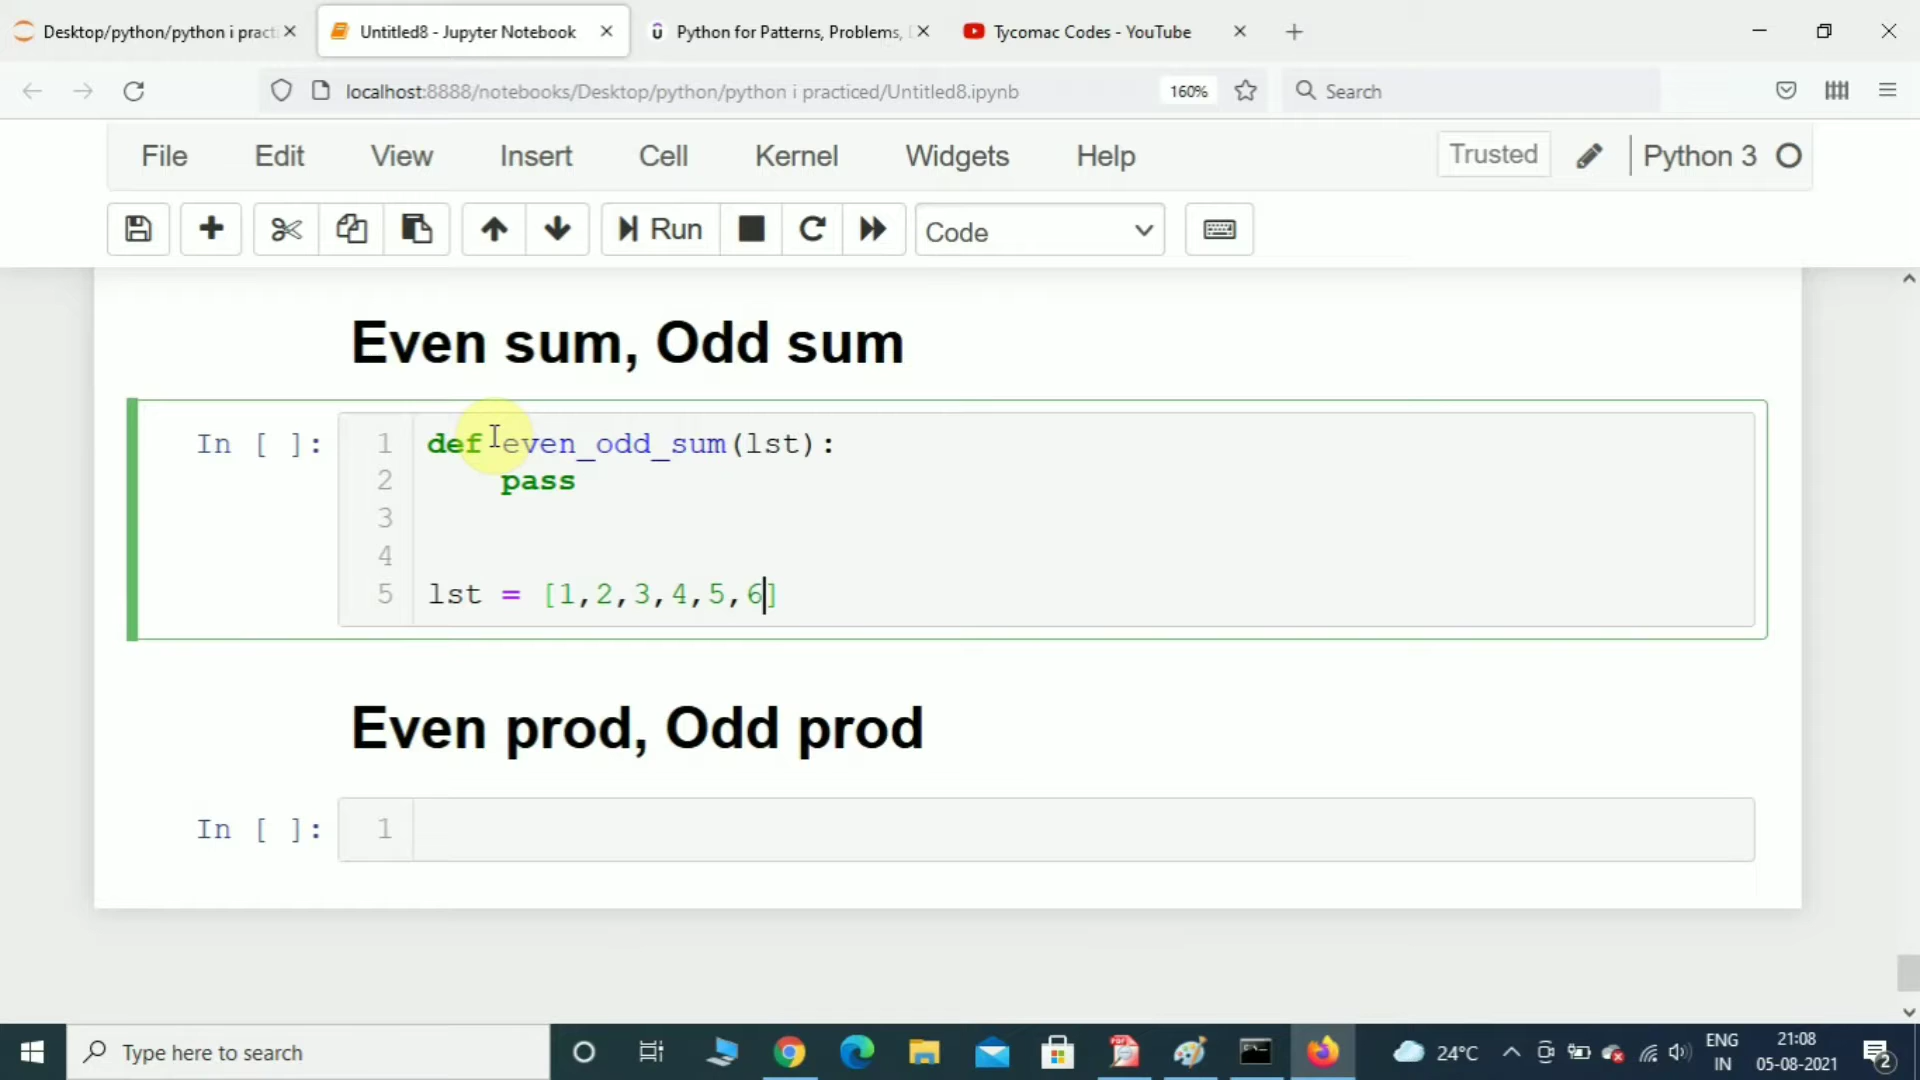 Desktop/python/python i pract
Untitled8 - Jupyter Notebook
Python for Patterns, Problems,
Tycomac Codes - YouTube
localhost:8888/notebooks/Desktop/python/python i practiced/Untitled8.ipynb
160%
Search
File Edit View Insert Cell Kernel Widgets Help
Trusted
Python 3
Run
Code
Even sum, Odd sum
In [ ]:
1 def even_odd_sum(lst):
2 pass
3
4
5 lst = [1,2,3,4,5,6]
Even prod, Odd prod
In [ ]:
1
Type here to search
24°C
ENG
IN
21:08
05-08-2021
2